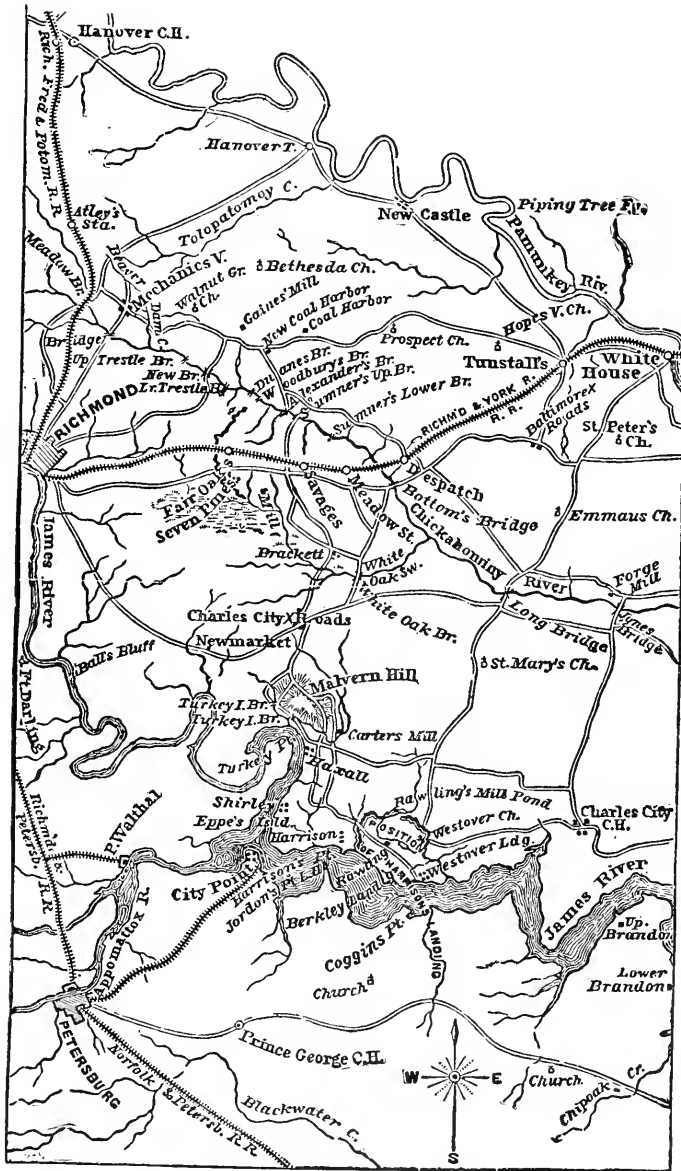 Hanover C.H.
Rich. Fred & Potom. R.R
Hanover T.
Atley's
Sta.
Tolopatomoy C.
New Castle
Piping Tree
Pamunkey Riv.
Meadow Br.
Beaver Dam. C.
Mechanics V.
Walnut Gr.
Ch.
Bethesda Ch.
Gaines' Mill
New Coal Harbor
Coal Harbor
Prospect Ch.
Hopes V. Ch.
Tunstall's
White
House
Bridge
Up Trestle Br.
New Br.
Lr. Trestle Br
Duanes Br.
Woodburys Br.
Alexander's Br.
Sumner's Up. Br.
Sumner's Lower Br.
RICHM'D & YORK R.
R. R.
Baltimore X
Roads
St. Peter's
Ch.
RICHMOND
Fair Oaks
Seven Pines
Savages
Meadow St.
Despatch
Bottom's Bridge
Chickahominy
River
Emmaus Ch.
Forge
Mill
Jones
Bridge
Long Bridge
Brackett
White
Oak Sw.
White Oak Br.
James River
Charles City X Roads
Newmarket
Ball's Bluff
Ft. Darling
St. Mary's Ch.
Malvern Hill
Turkey I. Br.
Turkey I. Br.
Turkey
Haxall
Carters Mill
Rawling's Mill Pond
Shirley
Eppe's Isld.
Harrison
POSITION
OF HARRISONS LANDING
Westover Ch.
Westover Ldg.
Charles City
C.H.
Richm'd. &
Petersb. R.R
P. Walthal
City Point
Harrison's Pt.
Jordon's Pt. Ld
Berkley
Coggins Pt.
Church
James River
Up.
Brandon
Lower
Brandon
Appomattox R.
PETERSBURG
Norfolk & Petersb. R.R
Prince George C.H.
Blackwater C.
Church
Chipoak Cr.
W E
S